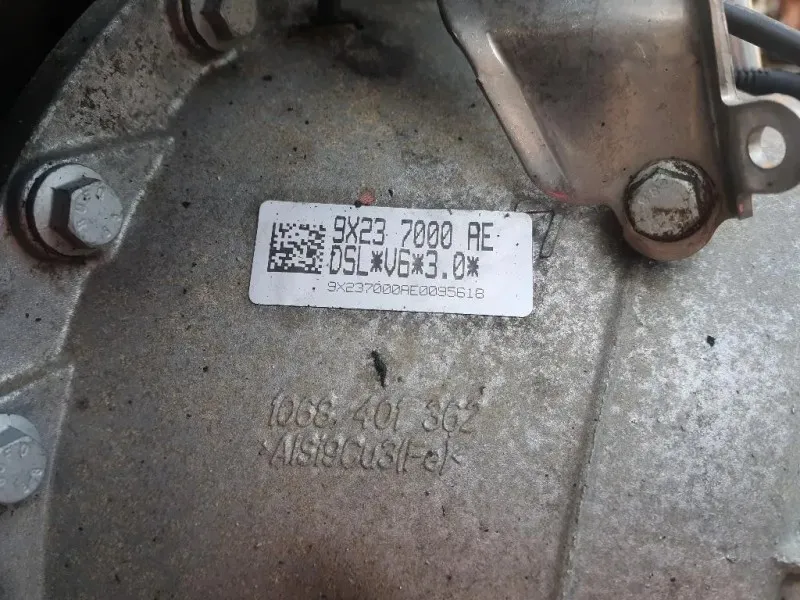 9X23 7000 AE
DSL*V6*3.0*
9X237000AE0095618
1068 401 362
>AlSi9Cu3(Fe)<